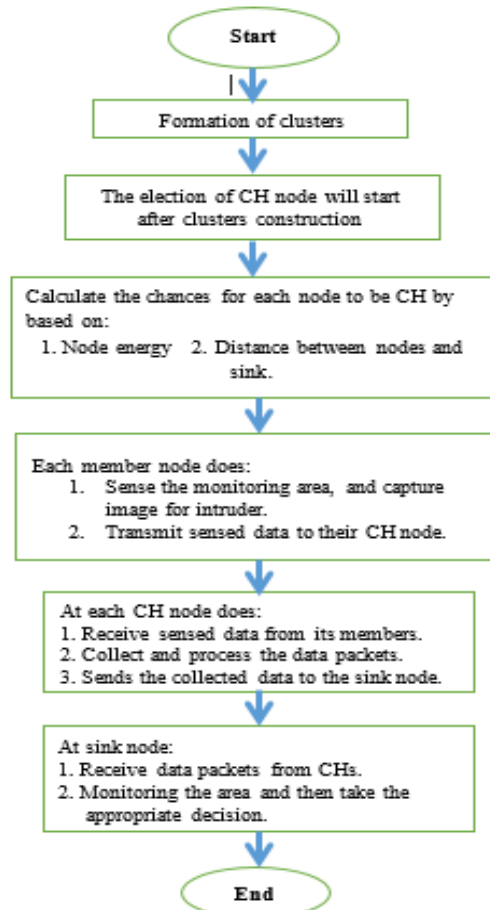 Start
Formation of clusters
The election of CH node will start
after clusters construction
Calculate the chances for each node to be CH by
based on:
1. Node energy 2. Distance between nodes and
sink.
Each member node does:
1. Sense the monitoring area, and capture
image for intruder.
2. Transmit sensed data to their CH node.
At each CH node does:
1. Receive sensed data from its members.
2. Collect and process the data packets.
3. Sends the collected data to the sink node.
At sink node:
1. Receive data packets from CHs.
2. Monitoring the area and then take the
appropriate decision.
End